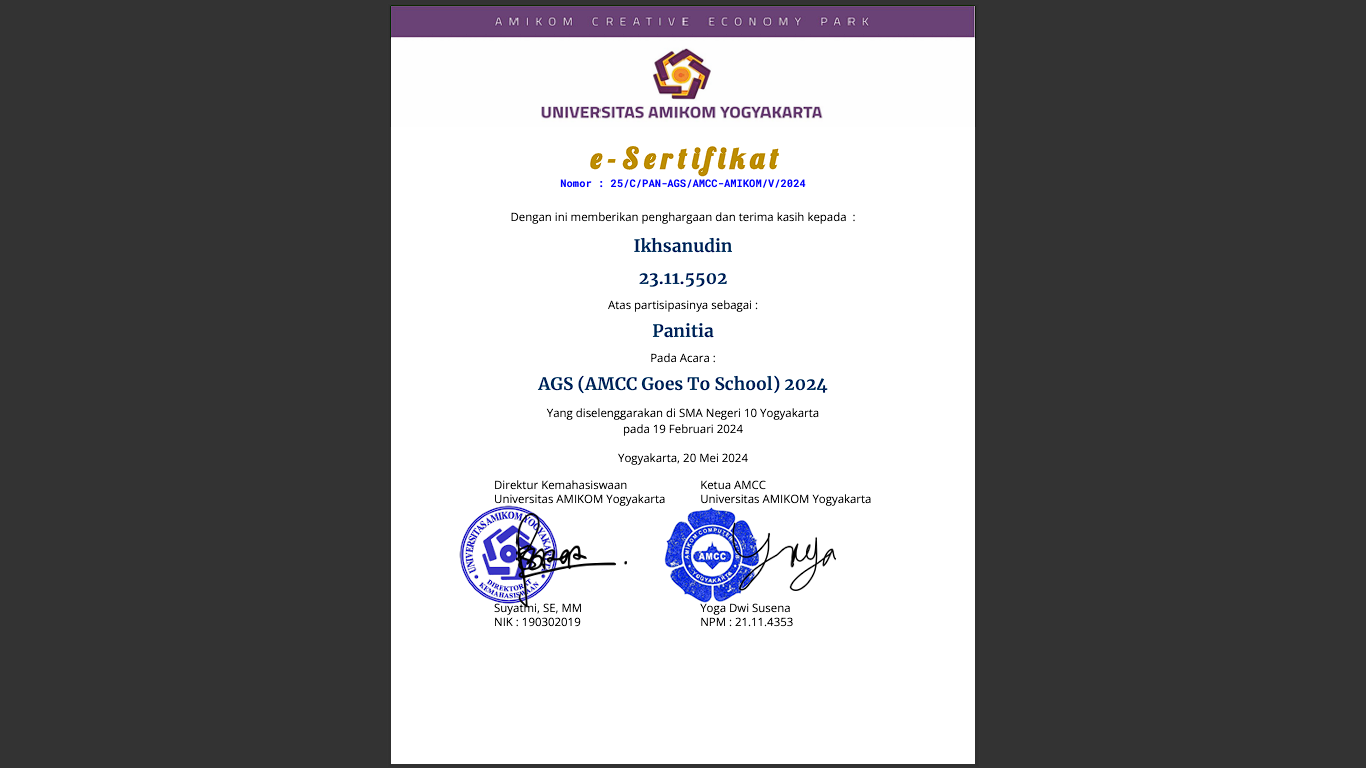 AMIKOM CREATIVE ECONOMY PARK
UNIVERSITAS AMIKOM YOGYAKARTA
e-Sertifikat
Nomor : 25/C/PAN-AGS/AMCC-AMIKOM/V/2024
Dengan ini memberikan penghargaan dan terima kasih kepada :
Ikhsanudin
23.11.5502
Atas partisipasinya sebagai :
Panitia
Pada Acara :
AGS (AMCC Goes To School) 2024
Yang diselenggarakan di SMA Negeri 10 Yogyakarta
pada 19 Februari 2024
Yogyakarta, 20 Mei 2024
Direktur Kemahasiswaan
Universitas AMIKOM Yogyakarta
UNIVERSITAS AMIKOM YOGYAKARTA
DIREKTORAT
KEMAHASISWAAN
Suyatmi, SE, MM
NIK : 190302019
Ketua AMCC
Universitas AMIKOM Yogyakarta
AMIKOM COMPUTER
AMCC
YOGYAKARTA
Yoga Dwi Susena
NPM : 21.11.4353